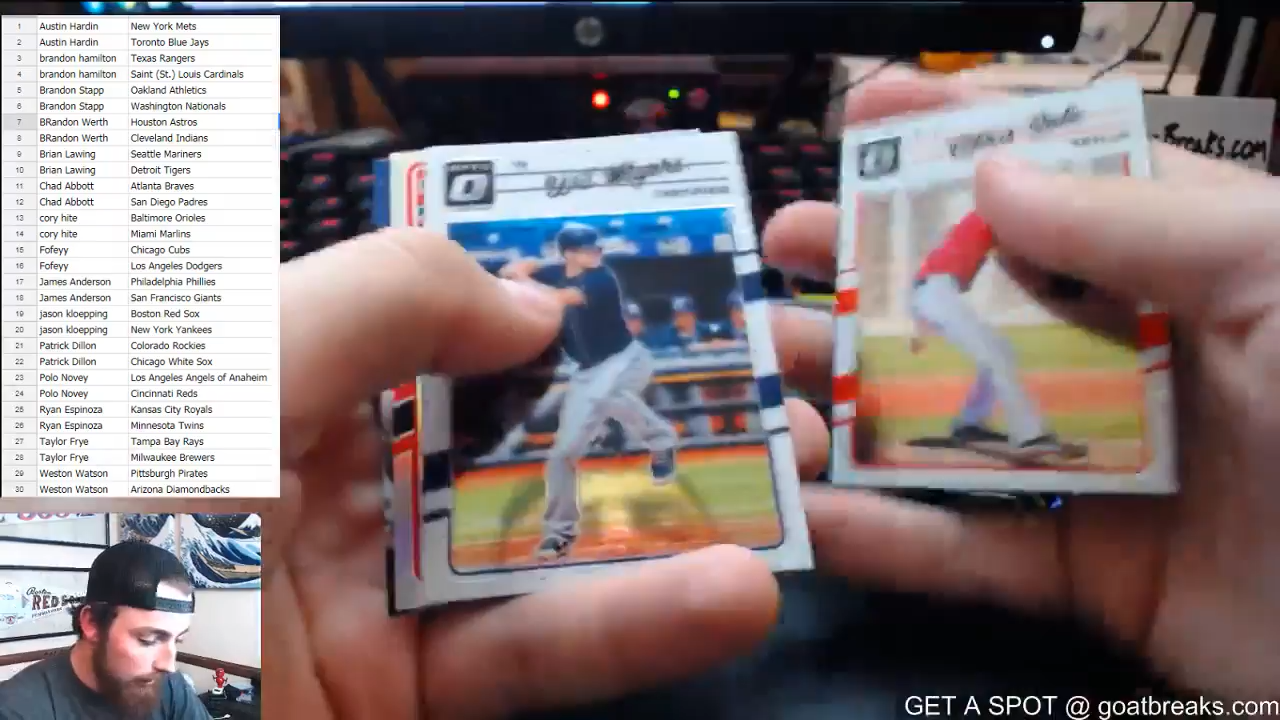 1 Austin Hardin New York Mets
2 Austin Hardin Toronto Blue Jays
3 brandon hamilton Texas Rangers
4 brandon hamilton Saint (St.) Louis Cardinals
5 Brandon Stapp Oakland Athletics
6 Brandon Stapp Washington Nationals
7 BRandon Werth Houston Astros
8 BRandon Werth Cleveland Indians
9 Brian Lawing Seattle Mariners
10 Brian Lawing Detroit Tigers
11 Chad Abbott Atlanta Braves
12 Chad Abbott San Diego Padres
13 cory hite Baltimore Orioles
14 cory hite Miami Marlins
15 Fofeyy Chicago Cubs
16 Fofeyy Los Angeles Dodgers
17 James Anderson Philadelphia Phillies
18 James Anderson San Francisco Giants
19 jason kloepping Boston Red Sox
20 jason kloepping New York Yankees
21 Patrick Dillon Colorado Rockies
22 Patrick Dillon Chicago White Sox
23 Polo Novey Los Angeles Angels of Anaheim
24 Polo Novey Cincinnati Reds
25 Ryan Espinoza Kansas City Royals
26 Ryan Espinoza Minnesota Twins
27 Taylor Frye Tampa Bay Rays
28 Taylor Frye Milwaukee Brewers
29 Weston Watson Pittsburgh Pirates
30 Weston Watson Arizona Diamondbacks
Wil Myers
-Breaks.com
Boston
RED SOX
GET A SPOT @ goatbreaks.com